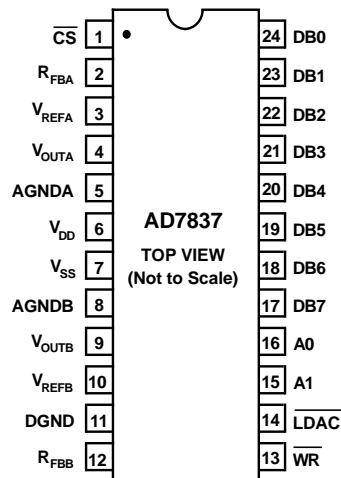 CS 1 24 DB0
RFBA 2 23 DB1
VREFA 3 22 DB2
VOUTA 4 21 DB3
AGNDA 5 20 DB4
AD7837
VDD 6 19 DB5
TOP VIEW
VSS 7 18 DB6
(Not to Scale)
AGNDB 8 17 DB7
VOUTB 9 16 A0
VREFB 10 15 A1
DGND 11 14 LDAC
RFBB 12 13 WR